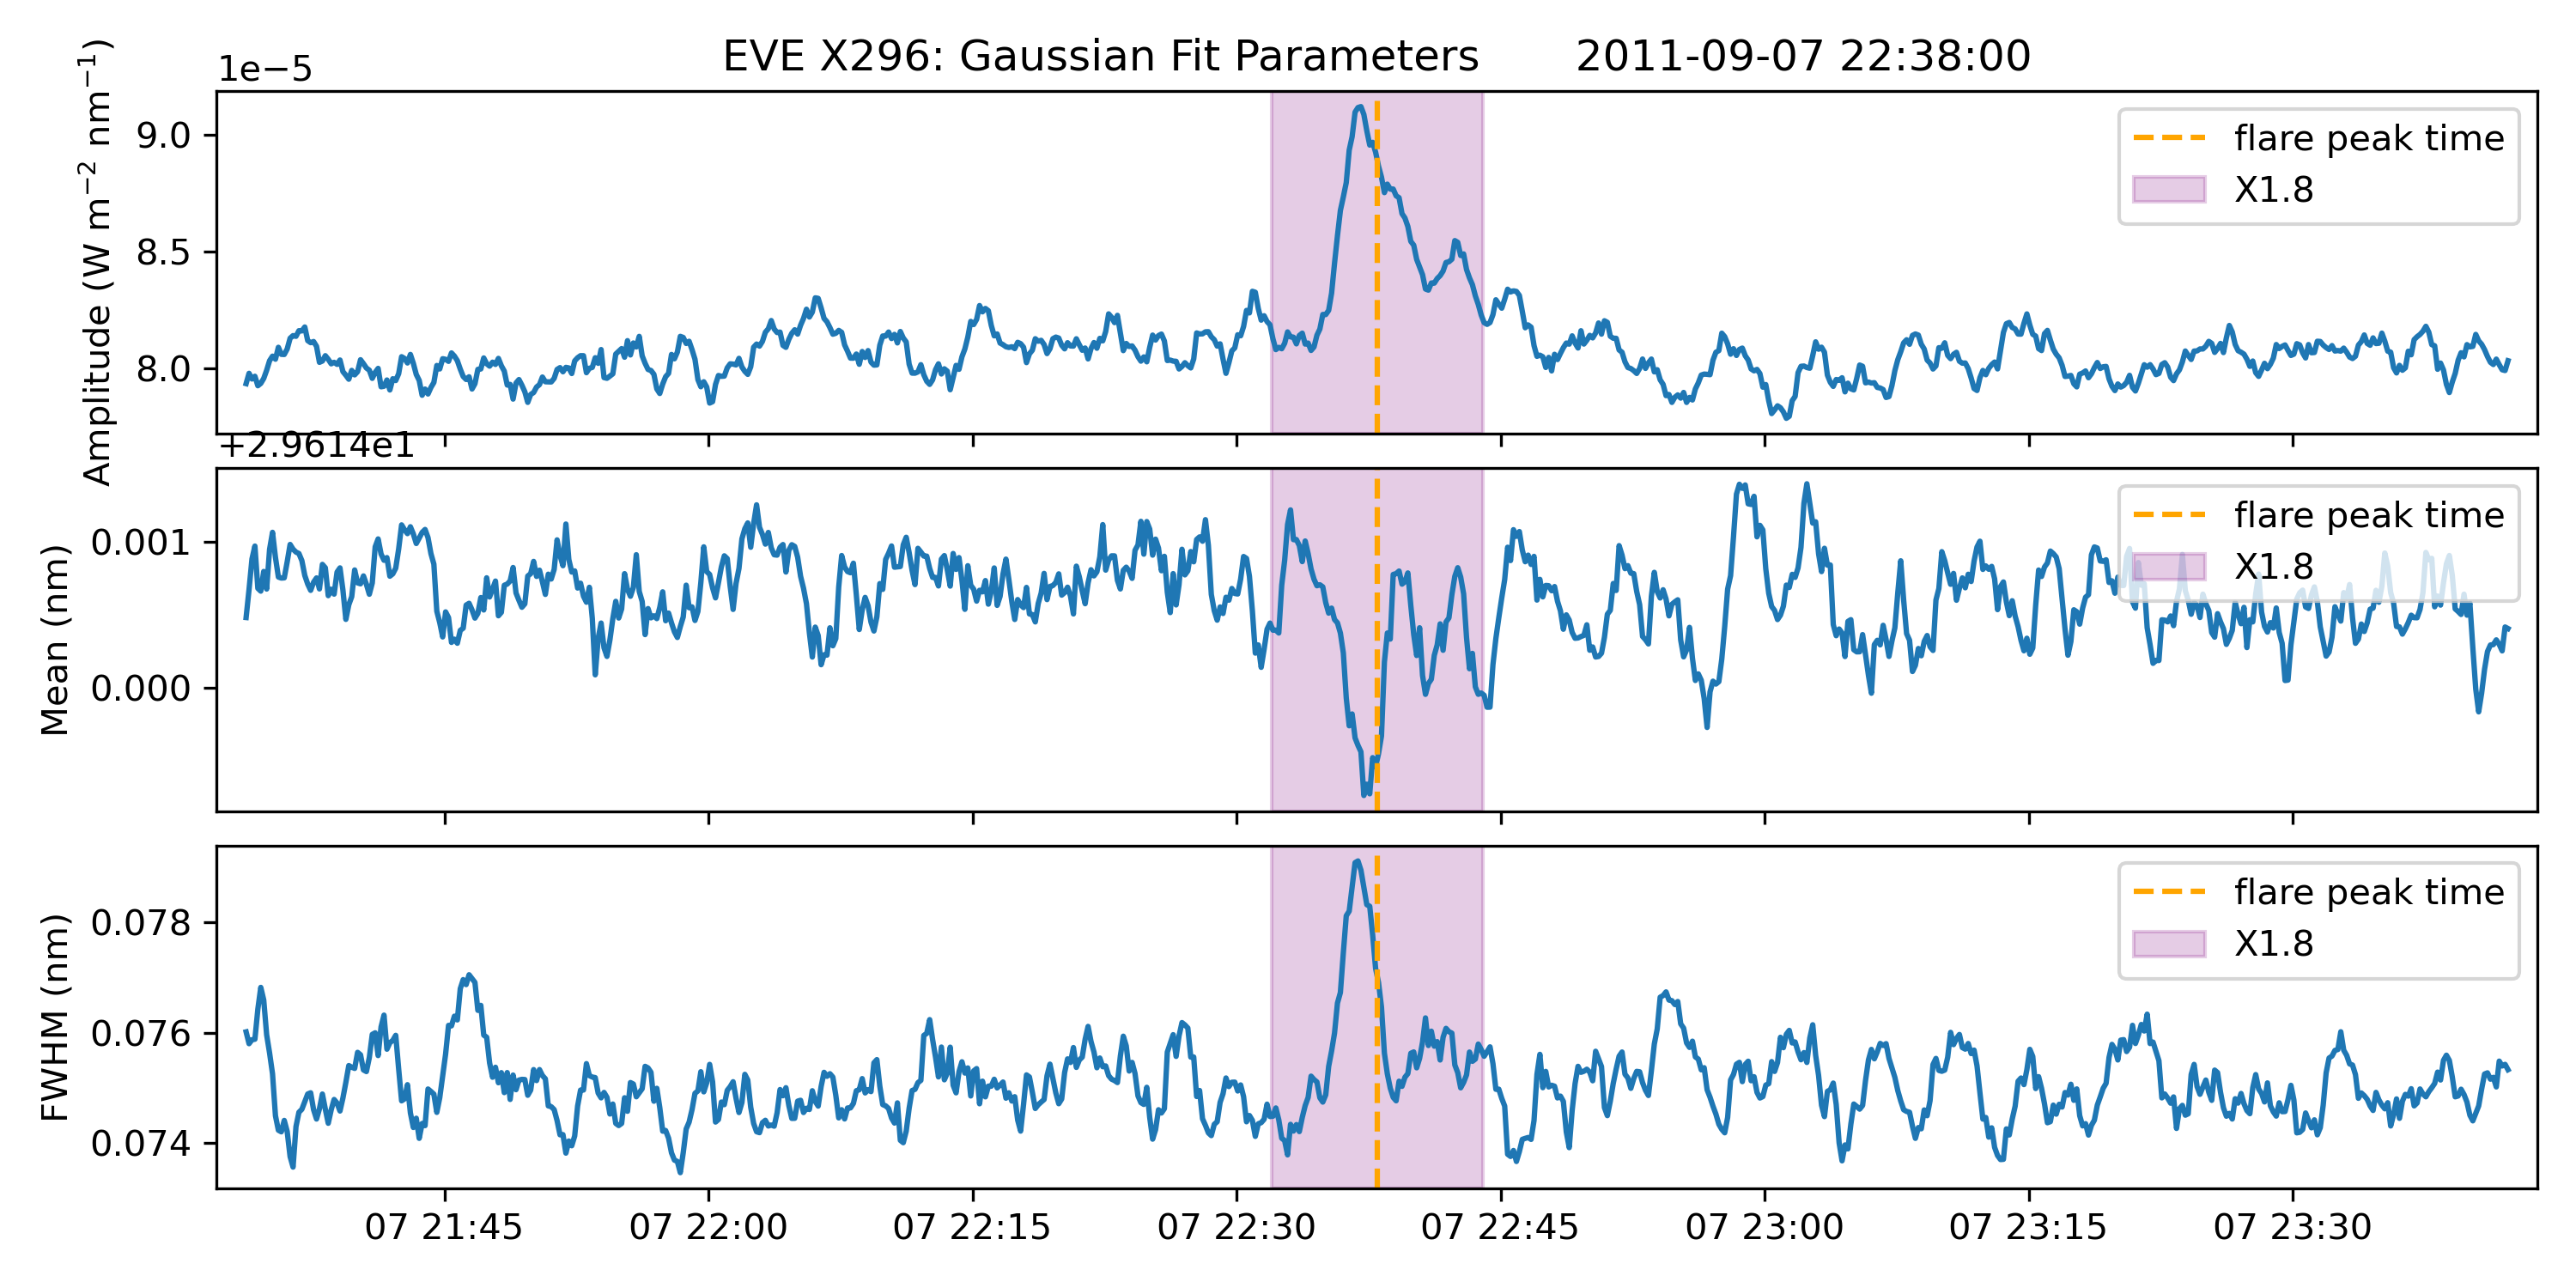 EVE X296: Gaussian Fit Parameters 2011-09-07 22:38:00
1e−5
Amplitude (W m⁻² nm⁻¹)
9.0
8.5
8.0
flare peak time
X1.8
+2.9614e1
Mean (nm)
0.001
0.000
flare peak time
X1.8
FWHM (nm)
0.078
0.076
0.074
flare peak time
X1.8
07 21:45 07 22:00 07 22:15 07 22:30 07 22:45 07 23:00 07 23:15 07 23:30